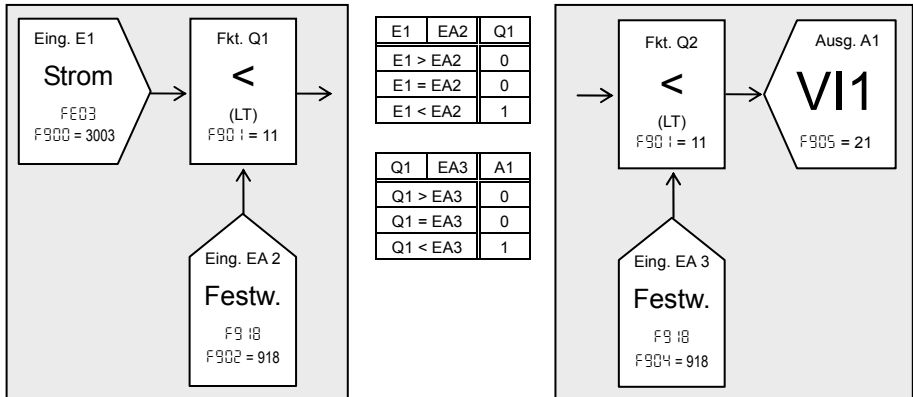 Eing. E1
Strom
FE03
F900 = 3003
Fkt. Q1
<
(LT)
F901 = 11
Eing. EA 2
Festw.
F918
F902 = 918
E1 EA2 Q1
E1 > EA2 0
E1 = EA2 0
E1 < EA2 1
Q1 EA3 A1
Q1 > EA3 0
Q1 = EA3 0
Q1 < EA3 1
Fkt. Q2
<
(LT)
F901 = 11
Ausg. A1
VI1
F905 = 21
Eing. EA 3
Festw.
F918
F904 = 918